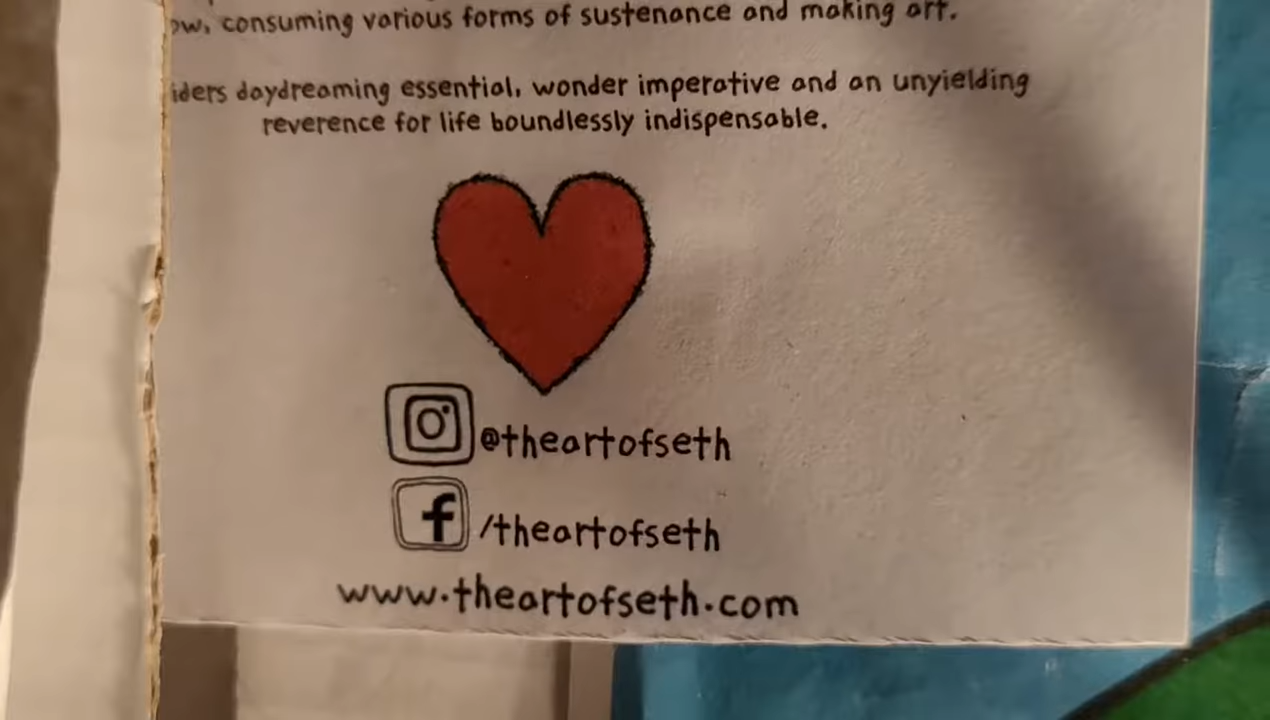 consuming various forms of sustenance and making art.
daydreaming essential, wonder imperative and an unyielding
reverence for life boundlessly indispensable.
@theartofseth
f /theartofseth
www.theartofseth.com